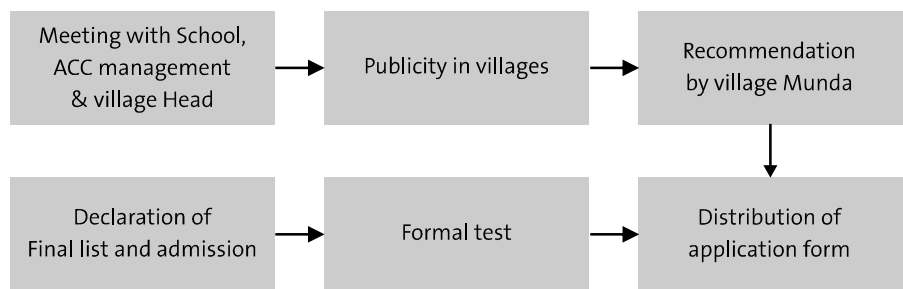 Meeting with School,
ACC management
& village Head
Publicity in villages
Recommendation
by village Munda
Declaration of
Final list and admission
Formal test
Distribution of
application form